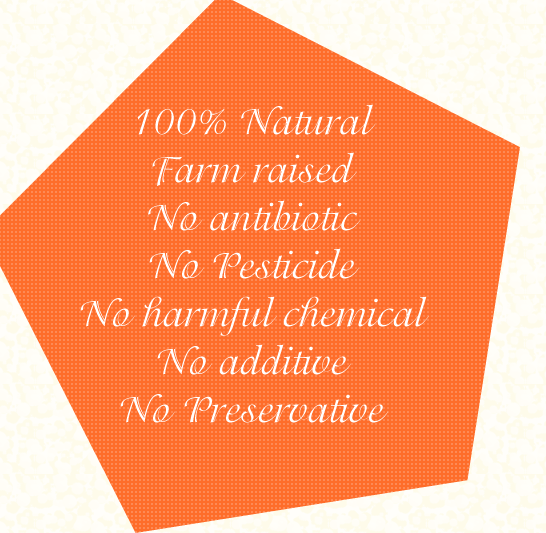 100% Natural
Farm raised
No antibiotic
No Pesticide
No harmful chemical
No additive
No Preservative